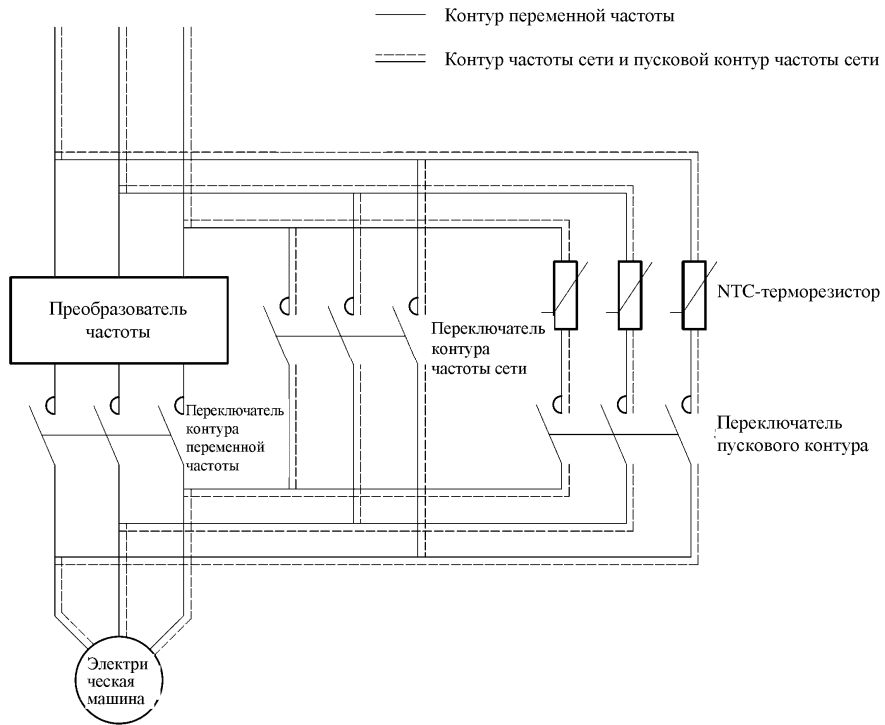 Контур переменной частоты
Контур частоты сети и пусковой контур частоты сети
Преобразователь
частоты
NTC-терморезистор
Переключатель
контура
частоты сети
Переключатель
контура
переменной
частоты
Переключатель
пускового контура
Электри
ческая
машина